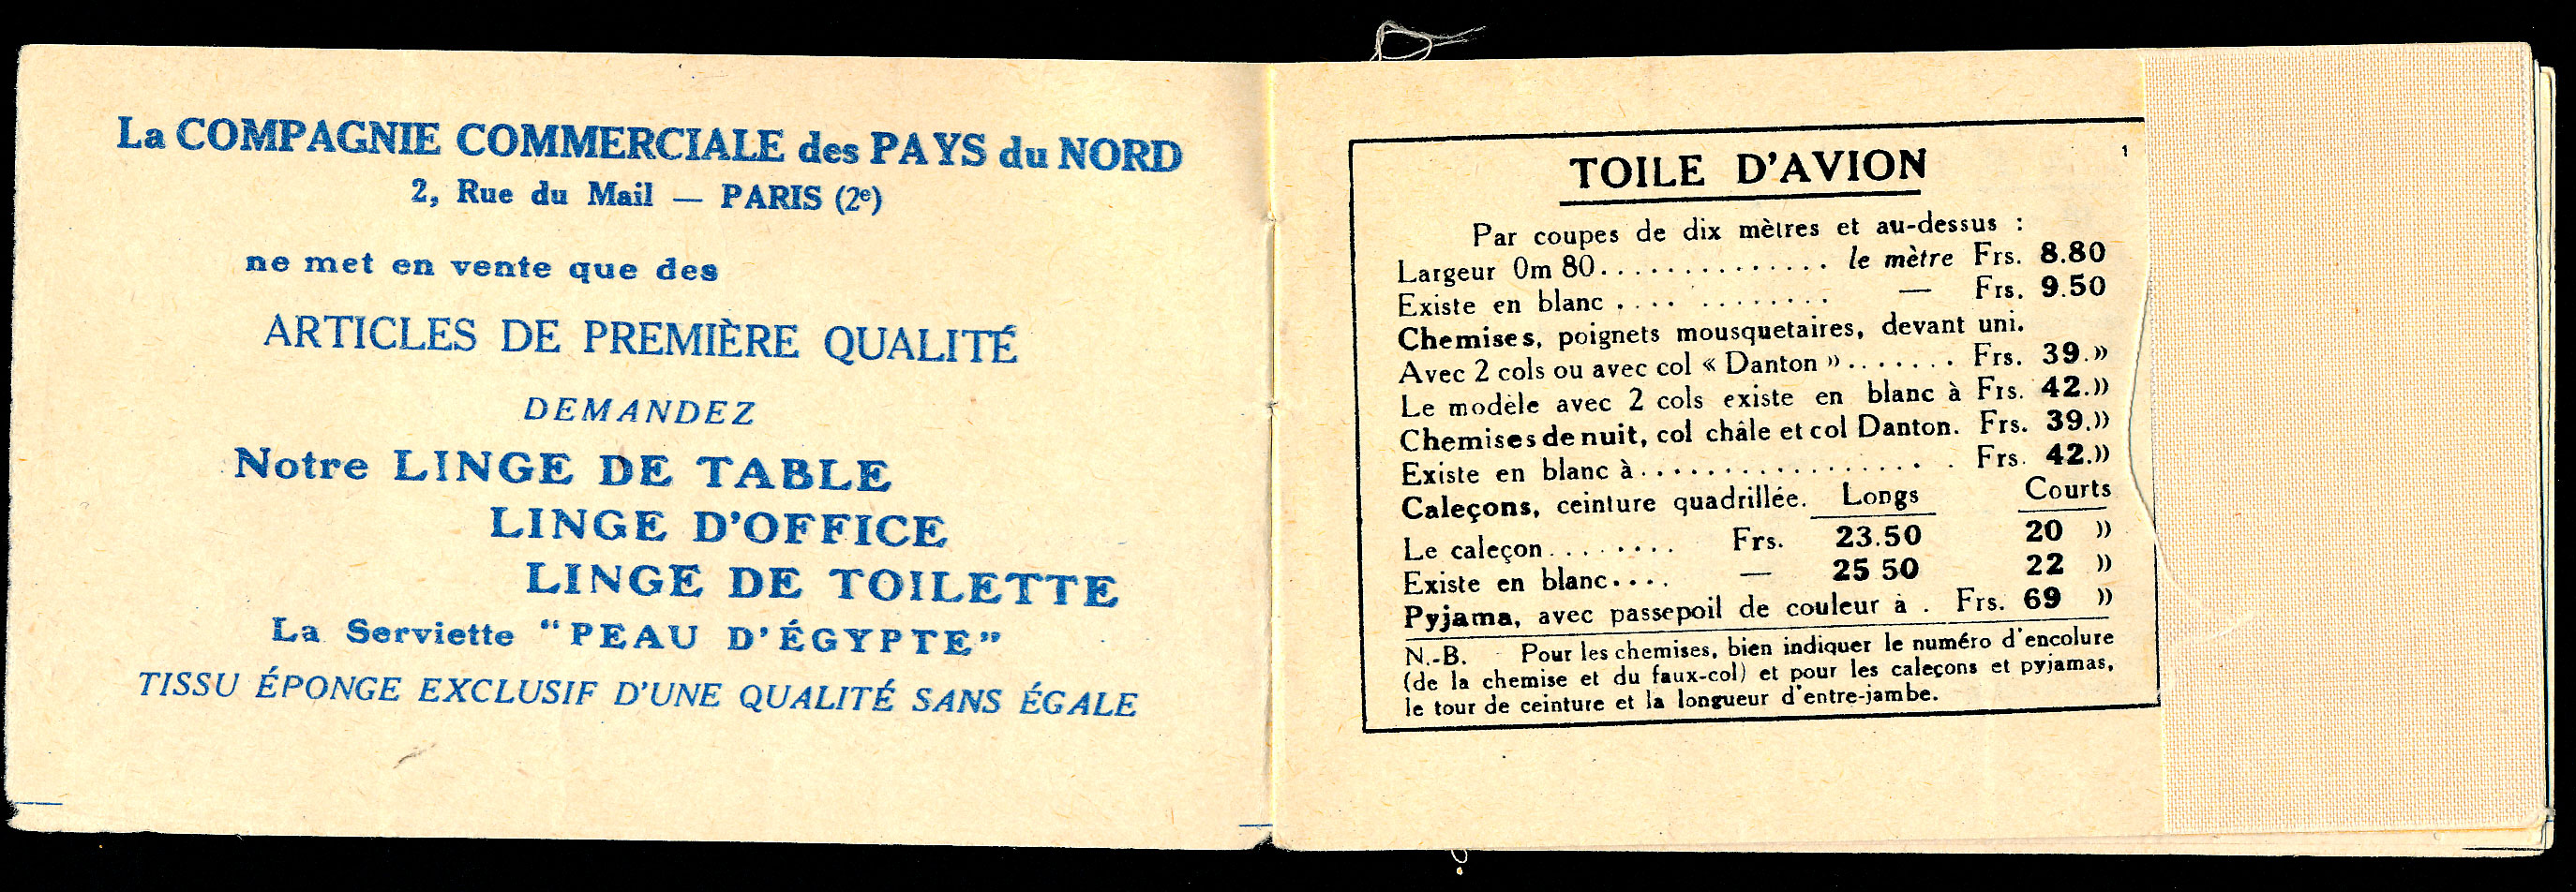 La COMPAGNIE COMMERCIALE des PAYS du NORD
2, Rue du Mail — PARIS (2e)
ne met en vente que des
ARTICLES DE PREMIÈRE QUALITÉ
DEMANDEZ
Notre LINGE DE TABLE
LINGE D'OFFICE
LINGE DE TOILETTE
La Serviette "PEAU D'ÉGYPTE"
TISSU ÉPONGE EXCLUSIF D'UNE QUALITÉ SANS ÉGALE
1
TOILE D'AVION
Par coupes de dix mètres et au-dessus :
Largeur 0m 80.............. le mètre Frs. 8.80
Existe en blanc .... ........ — Frs. 9.50
Chemises, poignets mousquetaires, devant uni.
Avec 2 cols ou avec col « Danton »....... Frs. 39.»
Le modèle avec 2 cols existe en blanc à Frs. 42.»
Chemises de nuit, col châle et col Danton. Frs. 39.»
Existe en blanc à................. Frs. 42.»
Caleçons, ceinture quadrillée. Longs Courts
Le caleçon........ Frs. 23.50 20 »
Existe en blanc.... — 25 50 22 »
Pyjama, avec passepoil de couleur à . Frs. 69 »
N.-B. - Pour les chemises, bien indiquer le numéro d'encolure
(de la chemise et du faux-col) et pour les caleçons et pyjamas,
le tour de ceinture et la longueur d'entre-jambe.